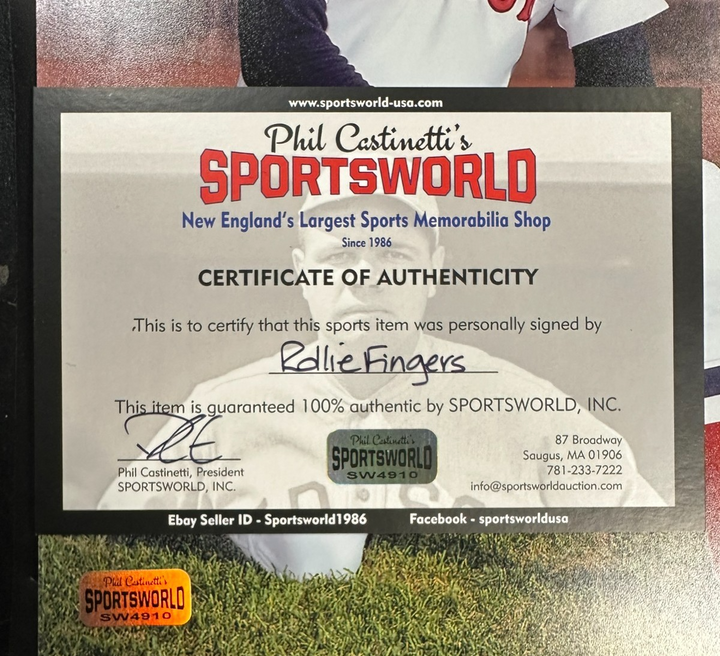 www.sportsworld-usa.com
Phil Castinetti's
SPORTSWORLD
New England's Largest Sports Memorabilia Shop
Since 1986
CERTIFICATE OF AUTHENTICITY
This is to certify that this sports item was personally signed by
Rollie Fingers
This item is guaranteed 100% authentic by SPORTSWORLD, INC.
Phil Castinetti, President
SPORTSWORLD, INC.
Phil Castinetti's
SPORTSWORLD
SW4910
87 Broadway
Saugus, MA 01906
781-233-7222
info@sportsworldauction.com
Ebay Seller ID - Sportsworld1986
Facebook - sportsworldusa
Phil Castinetti's
SPORTSWORLD
SW4910